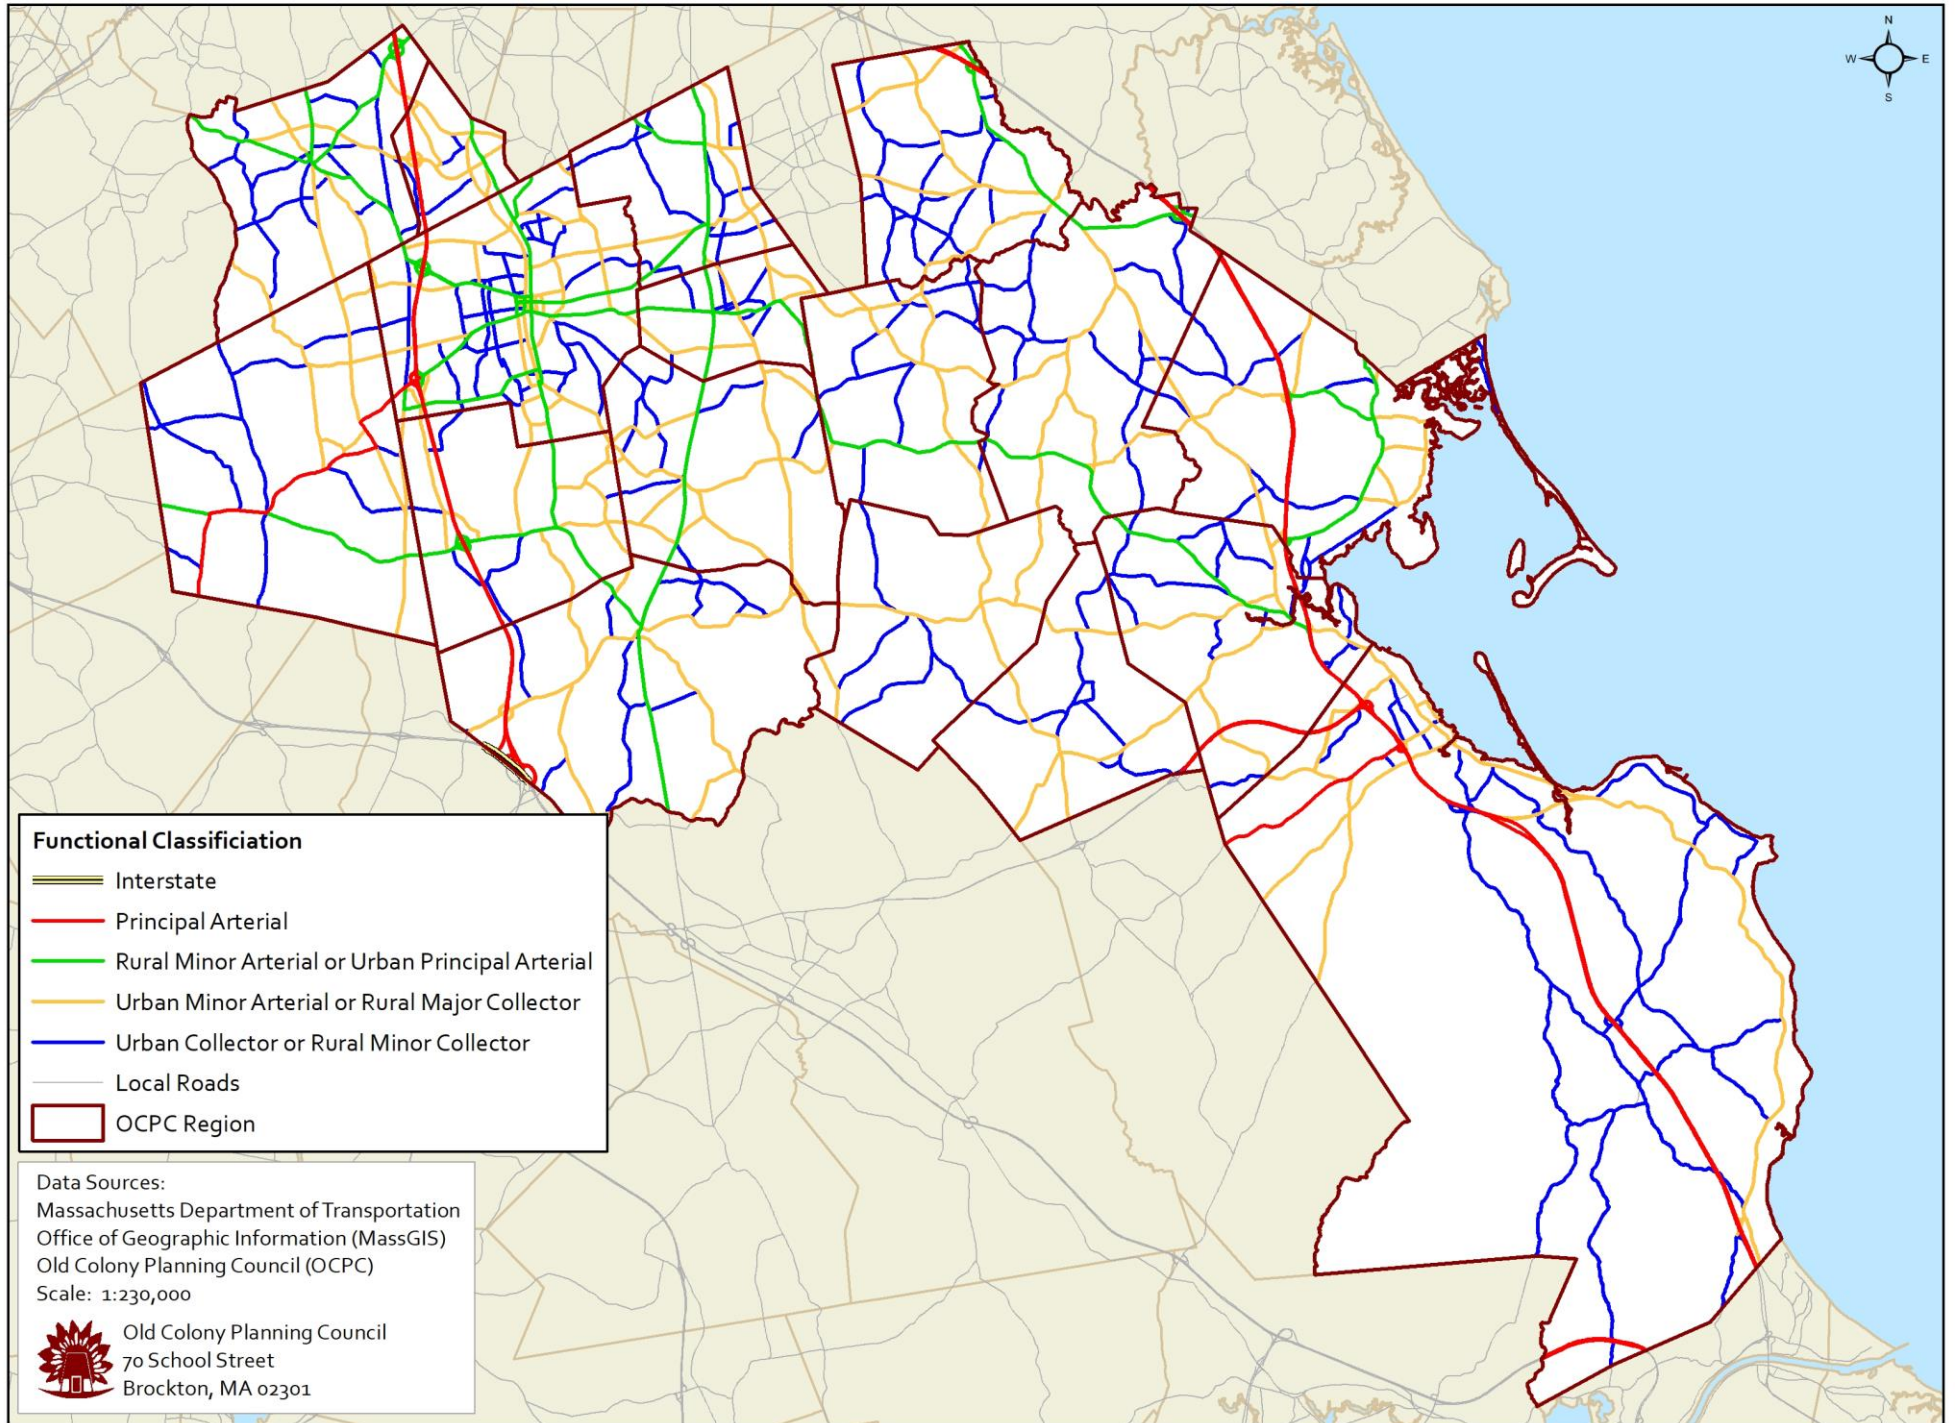 N
W E
S
Functional Classificiation
Interstate
Principal Arterial
Rural Minor Arterial or Urban Principal Arterial
Urban Minor Arterial or Rural Major Collector
Urban Collector or Rural Minor Collector
Local Roads
OCPC Region
Data Sources:
Massachusetts Department of Transportation
Office of Geographic Information (MassGIS)
Old Colony Planning Council (OCPC)
Scale: 1:230,000
Old Colony Planning Council
70 School Street
Brockton, MA 02301